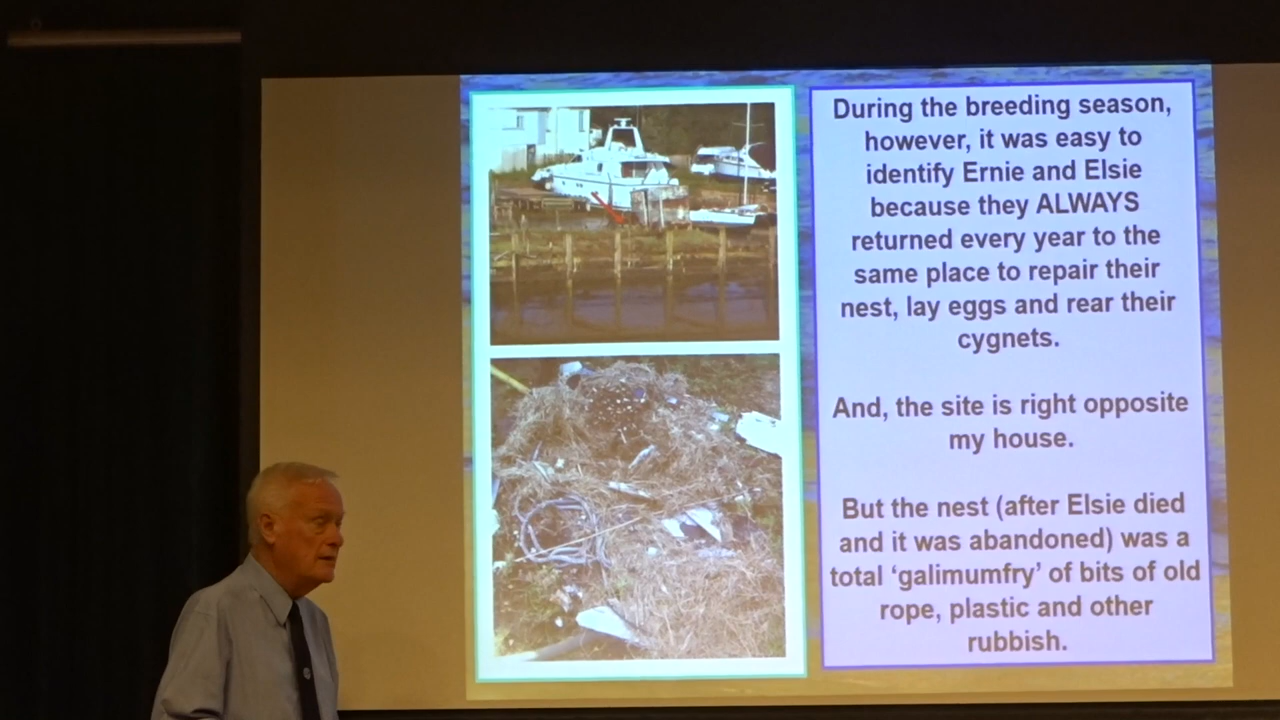 During the breeding season,
however, it was easy to
identify Ernie and Elsie
because they ALWAYS
returned every year to the
same place to repair their
nest, lay eggs and rear their
cygnets.
And, the site is right opposite
my house.
But the nest (after Elsie died
and it was abandoned) was a
total ‘galimumfry’ of bits of old
rope, plastic and other
rubbish.